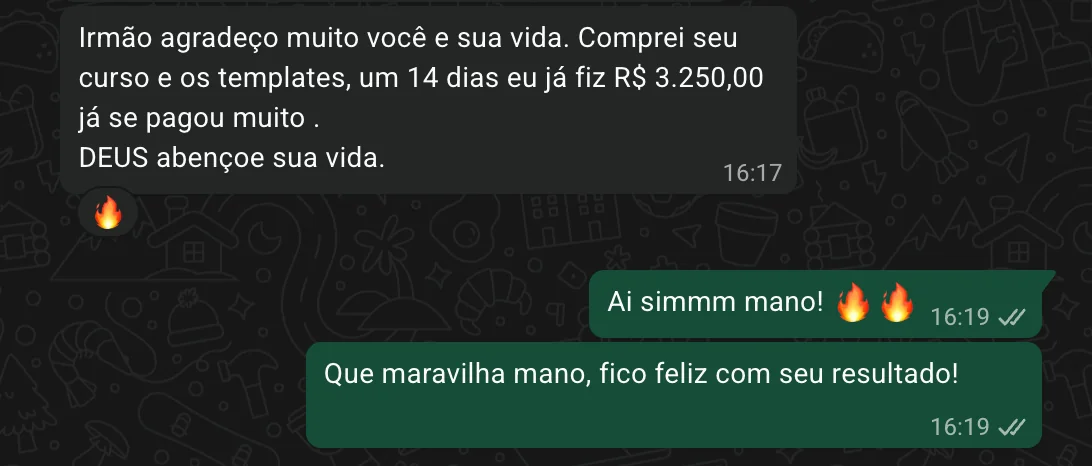 Irmão agradeço muito você e sua vida. Comprei seu
curso e os templates, um 14 dias eu já fiz R$ 3.250,00
já se pagou muito .
DEUS abençoe sua vida.
16:17
Ai simmm mano! 🔥 🔥 16:19
Que maravilha mano, fico feliz com seu resultado!
16:19